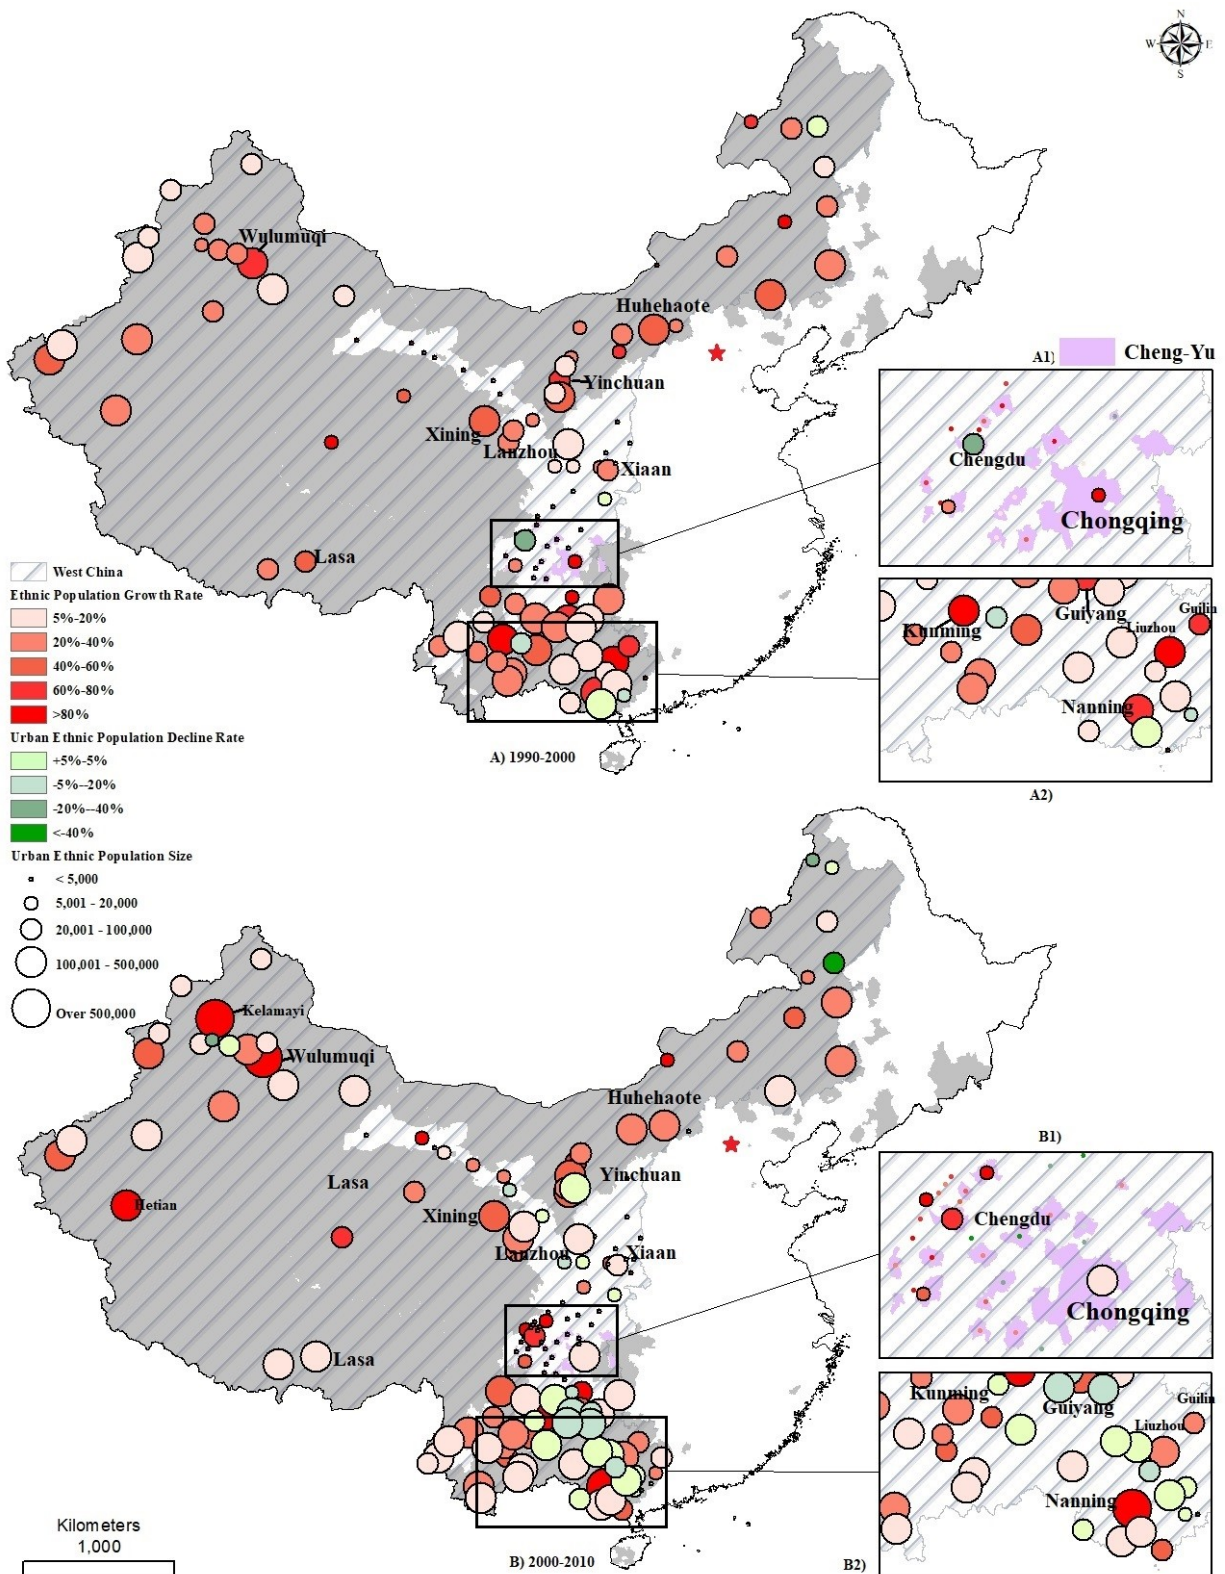 N
W
E
S
Wulumuqi
Huhehaote
A1)
Cheng-Yu
Yinchuan
Xining
Lanzhou
Xiaan
Chengdu
Chongqing
Lasa
West China
Ethnic Population Growth Rate
5%-20%
20%-40%
40%-60%
60%-80%
>80%
Urban Ethnic Population Decline Rate
+5%-5%
-5%--20%
-20%--40%
<-40%
Urban Ethnic Population Size
< 5,000
5,001 - 20,000
20,001 - 100,000
100,001 - 500,000
Over 500,000
Guiyang
Guilin
Kunming
Liuzhou
Nanning
A) 1990-2000
A2)
Kelamayi
Wulumuqi
Huhehaote
B1)
Lasa
Yinchuan
Hetian
Xining
Lanzhou
Xiaan
Chengdu
Chongqing
Lasa
Kunming
Guiyang
Guilin
Liuzhou
Nanning
Kilometers
1,000
B) 2000-2010
B2)